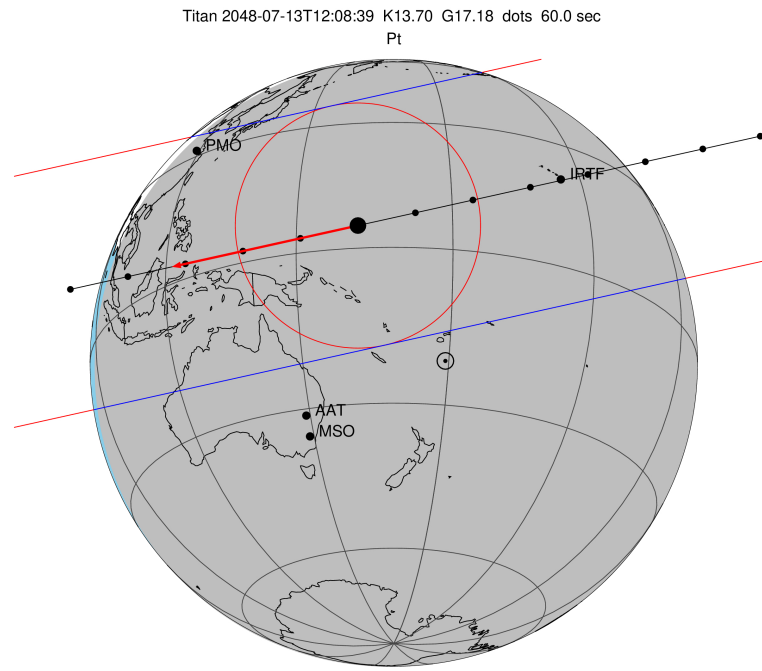 Titan 2048-07-13T12:08:39 K13.70 G17.18 dots 60.0 sec
Pt
PMO
IRTF
AAT
MSO